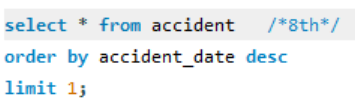 select * from accident   /*8th*/
order by accident_date desc
limit 1;